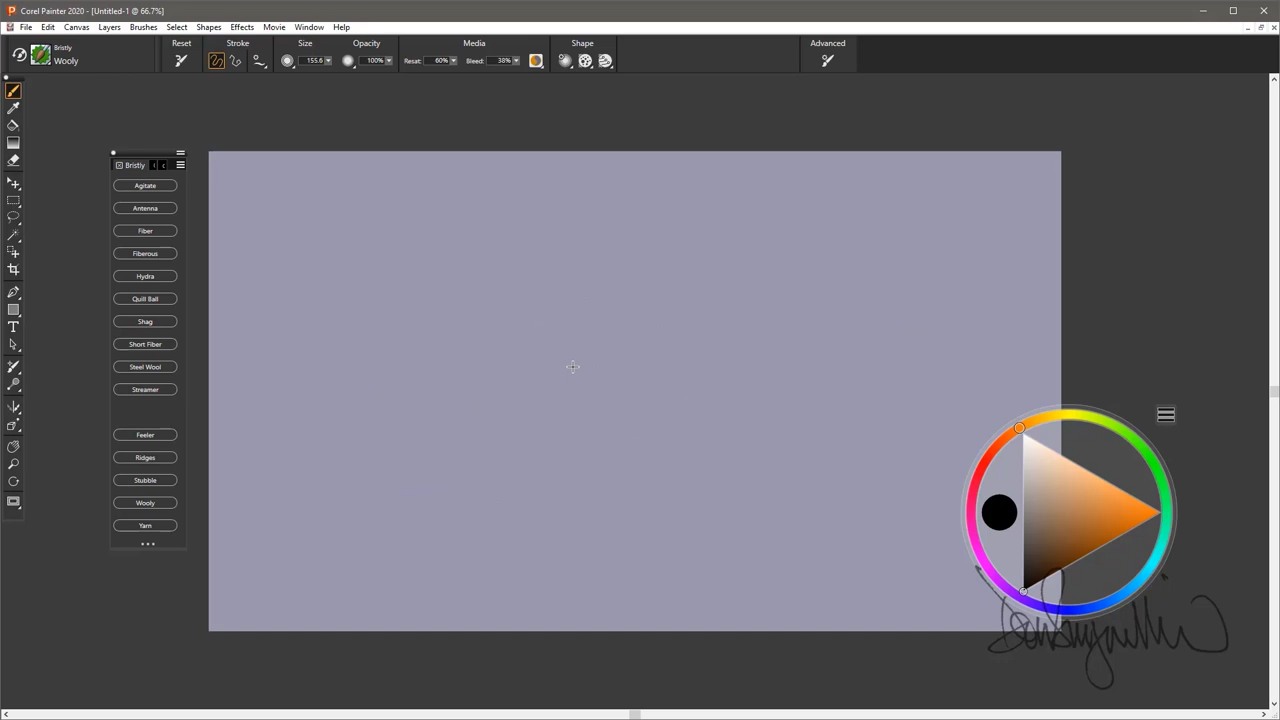 Corel Painter 2020 - [Untitled-1 @ 66.7%]
File Edit Canvas Layers Brushes Select Shapes Effects Movie Window Help
Reset Stroke Size Opacity Media Shape Advanced
Bristly
Wooly
155.6 100% Resat: 60% Bleed: 38%
Bristly
Agitate
Antenna
Fiber
Fiberous
Hydra
Quill Ball
Shag
Short Fiber
Steel Wool
Streamer
Feeler
Ridges
Stubble
Wooly
Yarn